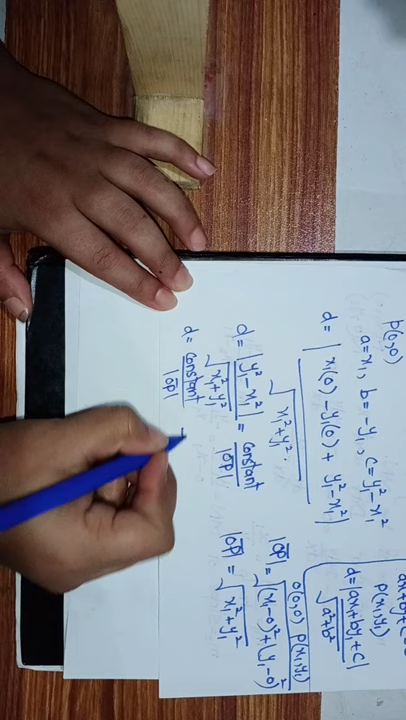 P(0,0)
a=x₁, b=-y₁, c=y₁²-x₁²
d= |x₁(0) -y₁(0) + y₁²-x₁²|
√x₁²+y₁².
d= |y₁²-x₁²| = constant
√x₁²+y₁² |OP|
d= constant
|OP|
P(x₁,y₁)
d=|ax₁+by₁+c|
√a²+b²
O(0,0) P(x₁,y₁)
|OP|=√(x₁-0)²+(y₁-0)²
|OP| = √x₁²+y₁²